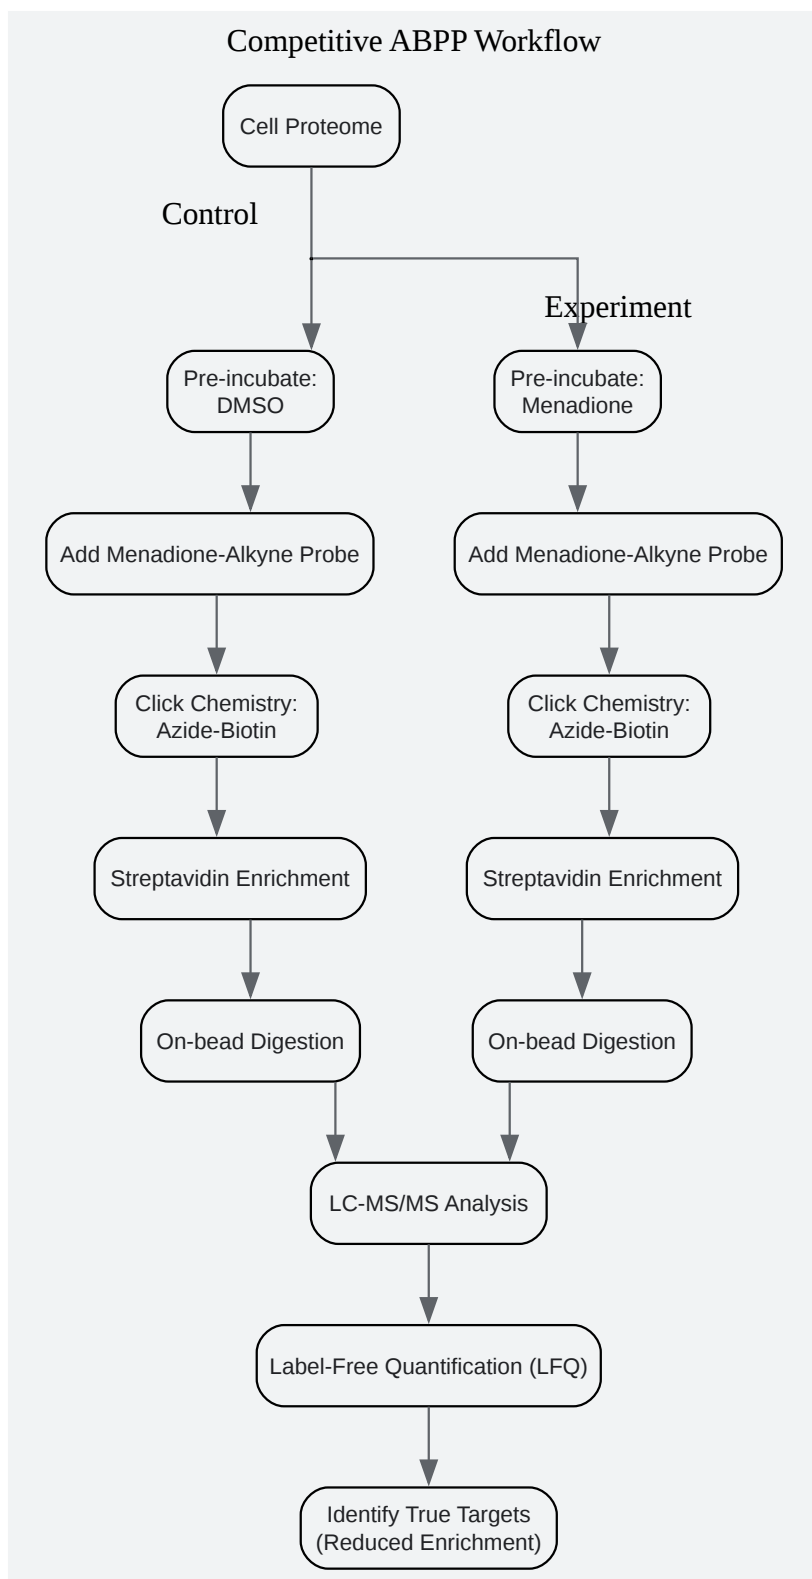 Competitive ABPP Workflow
Cell Proteome
Control
Experiment
Pre-incubate:
DMSO
Pre-incubate:
Menadione
Add Menadione-Alkyne Probe
Add Menadione-Alkyne Probe
Click Chemistry:
Azide-Biotin
Click Chemistry:
Azide-Biotin
Streptavidin Enrichment
Streptavidin Enrichment
On-bead Digestion
On-bead Digestion
LC-MS/MS Analysis
Label-Free Quantification (LFQ)
Identify True Targets
(Reduced Enrichment)